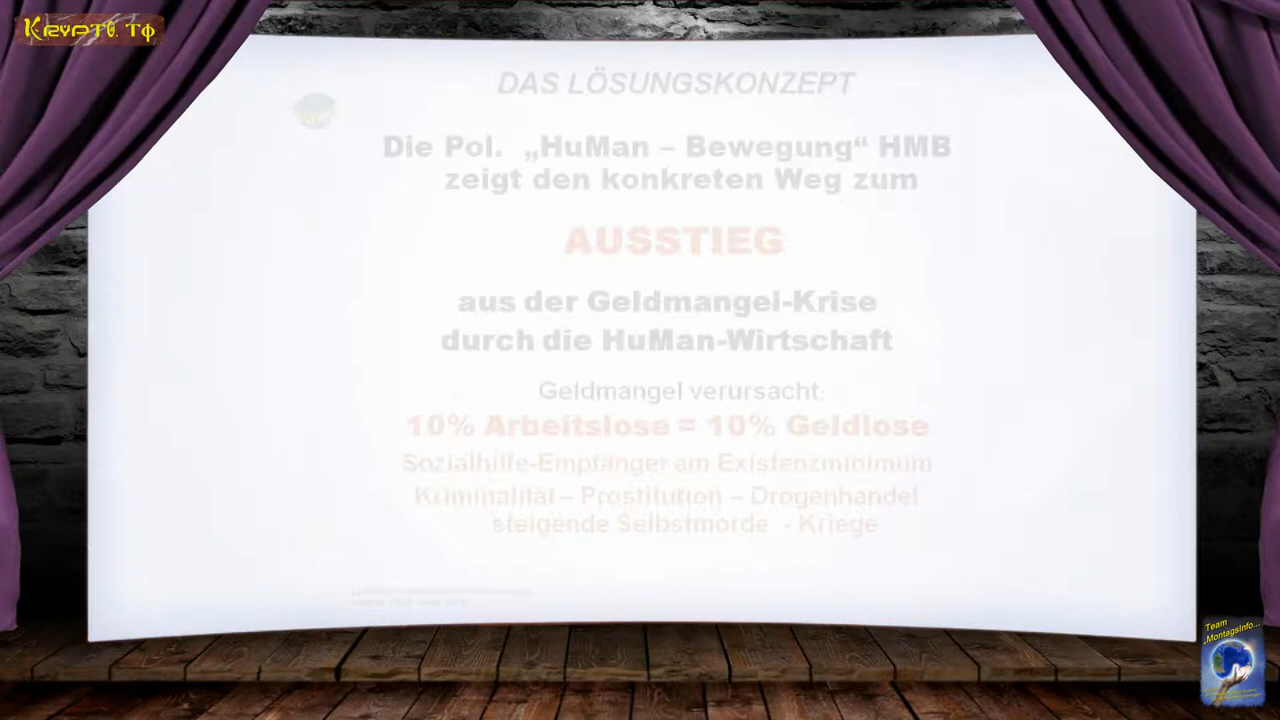 KRYPTO.TV
DAS LÖSUNGSKONZEPT
Die Pol. „HuMan – Bewegung“ HMB
zeigt den konkreten Weg zum
AUSSTIEG
aus der Geldmangel-Krise
durch die HuMan-Wirtschaft
Geldmangel verursacht:
10% Arbeitslose = 10% Geldlose
Sozialhilfe-Empfänger am Existenzminimum
Kriminalität – Prostitution – Drogenhandel
steigende Selbstmorde - Kriege
Team
„MontagsInfo...